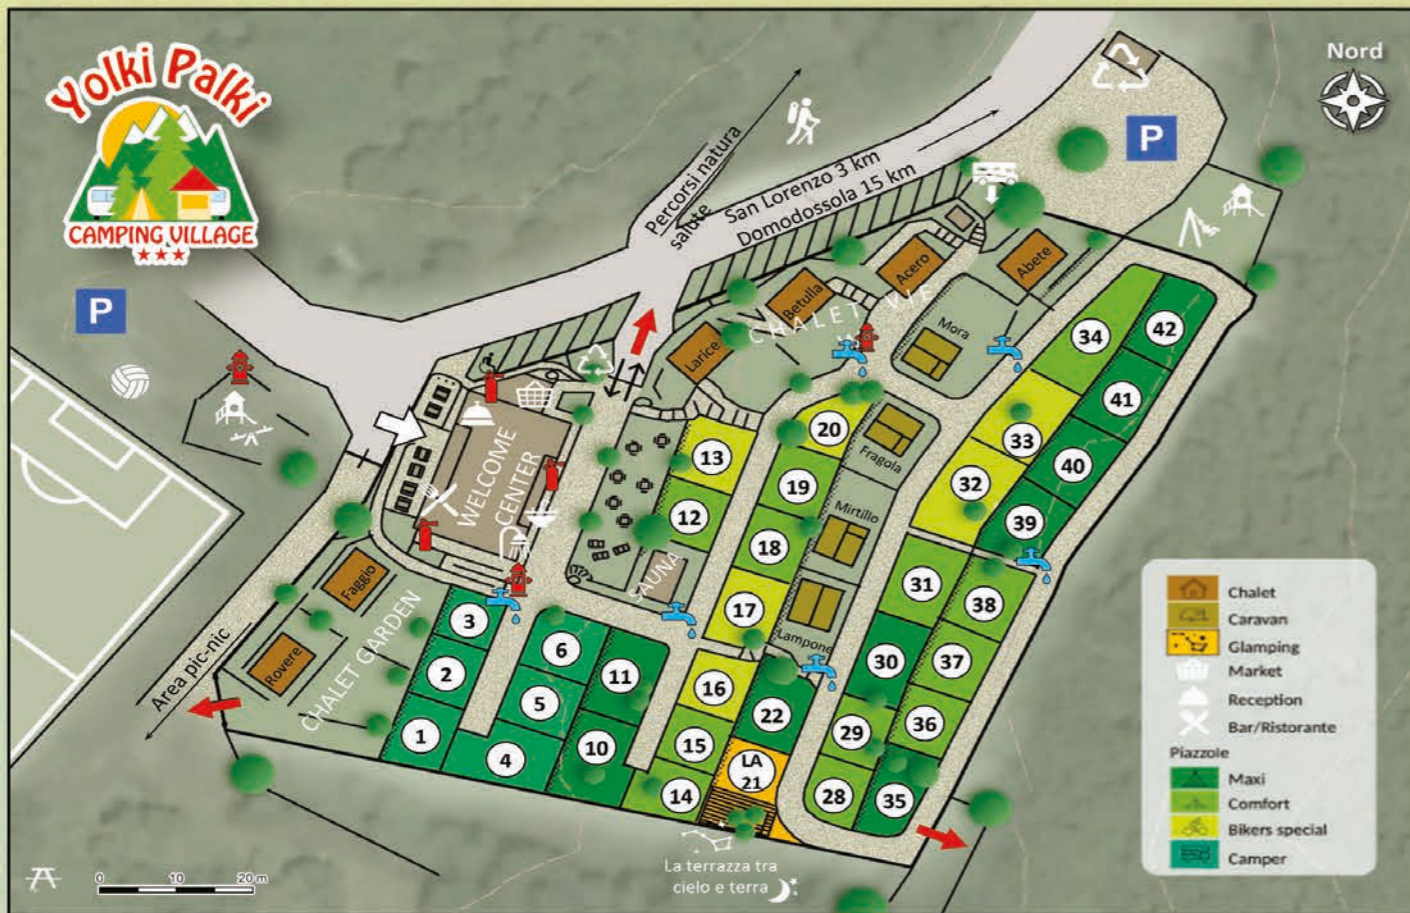 Yolki Palki
CAMPING VILLAGE
P
Nord
P
Percorsi natura
salute
San Lorenzo 3 km
Domodossola 15 km
CHALET VIE
Larice
Betulla
Acero
Abete
Mora
Fragola
Mirtillo
Lampone
WELCOME
CENTER
SAUNA
CHALET GARDEN
Faggio
Rovere
Area pic-nic
34
42
41
33
40
32
39
20
13
19
12
18
31
38
17
3
6
11
30
37
2
5
16
22
29
36
1
4
10
15
LA
21
14
28
35
La terrazza tra
cielo e terra
0 10 20 m
Chalet
Caravan
Glamping
Market
Reception
Bar/Ristorante
Piazzole
Maxi
Comfort
Bikers special
Camper